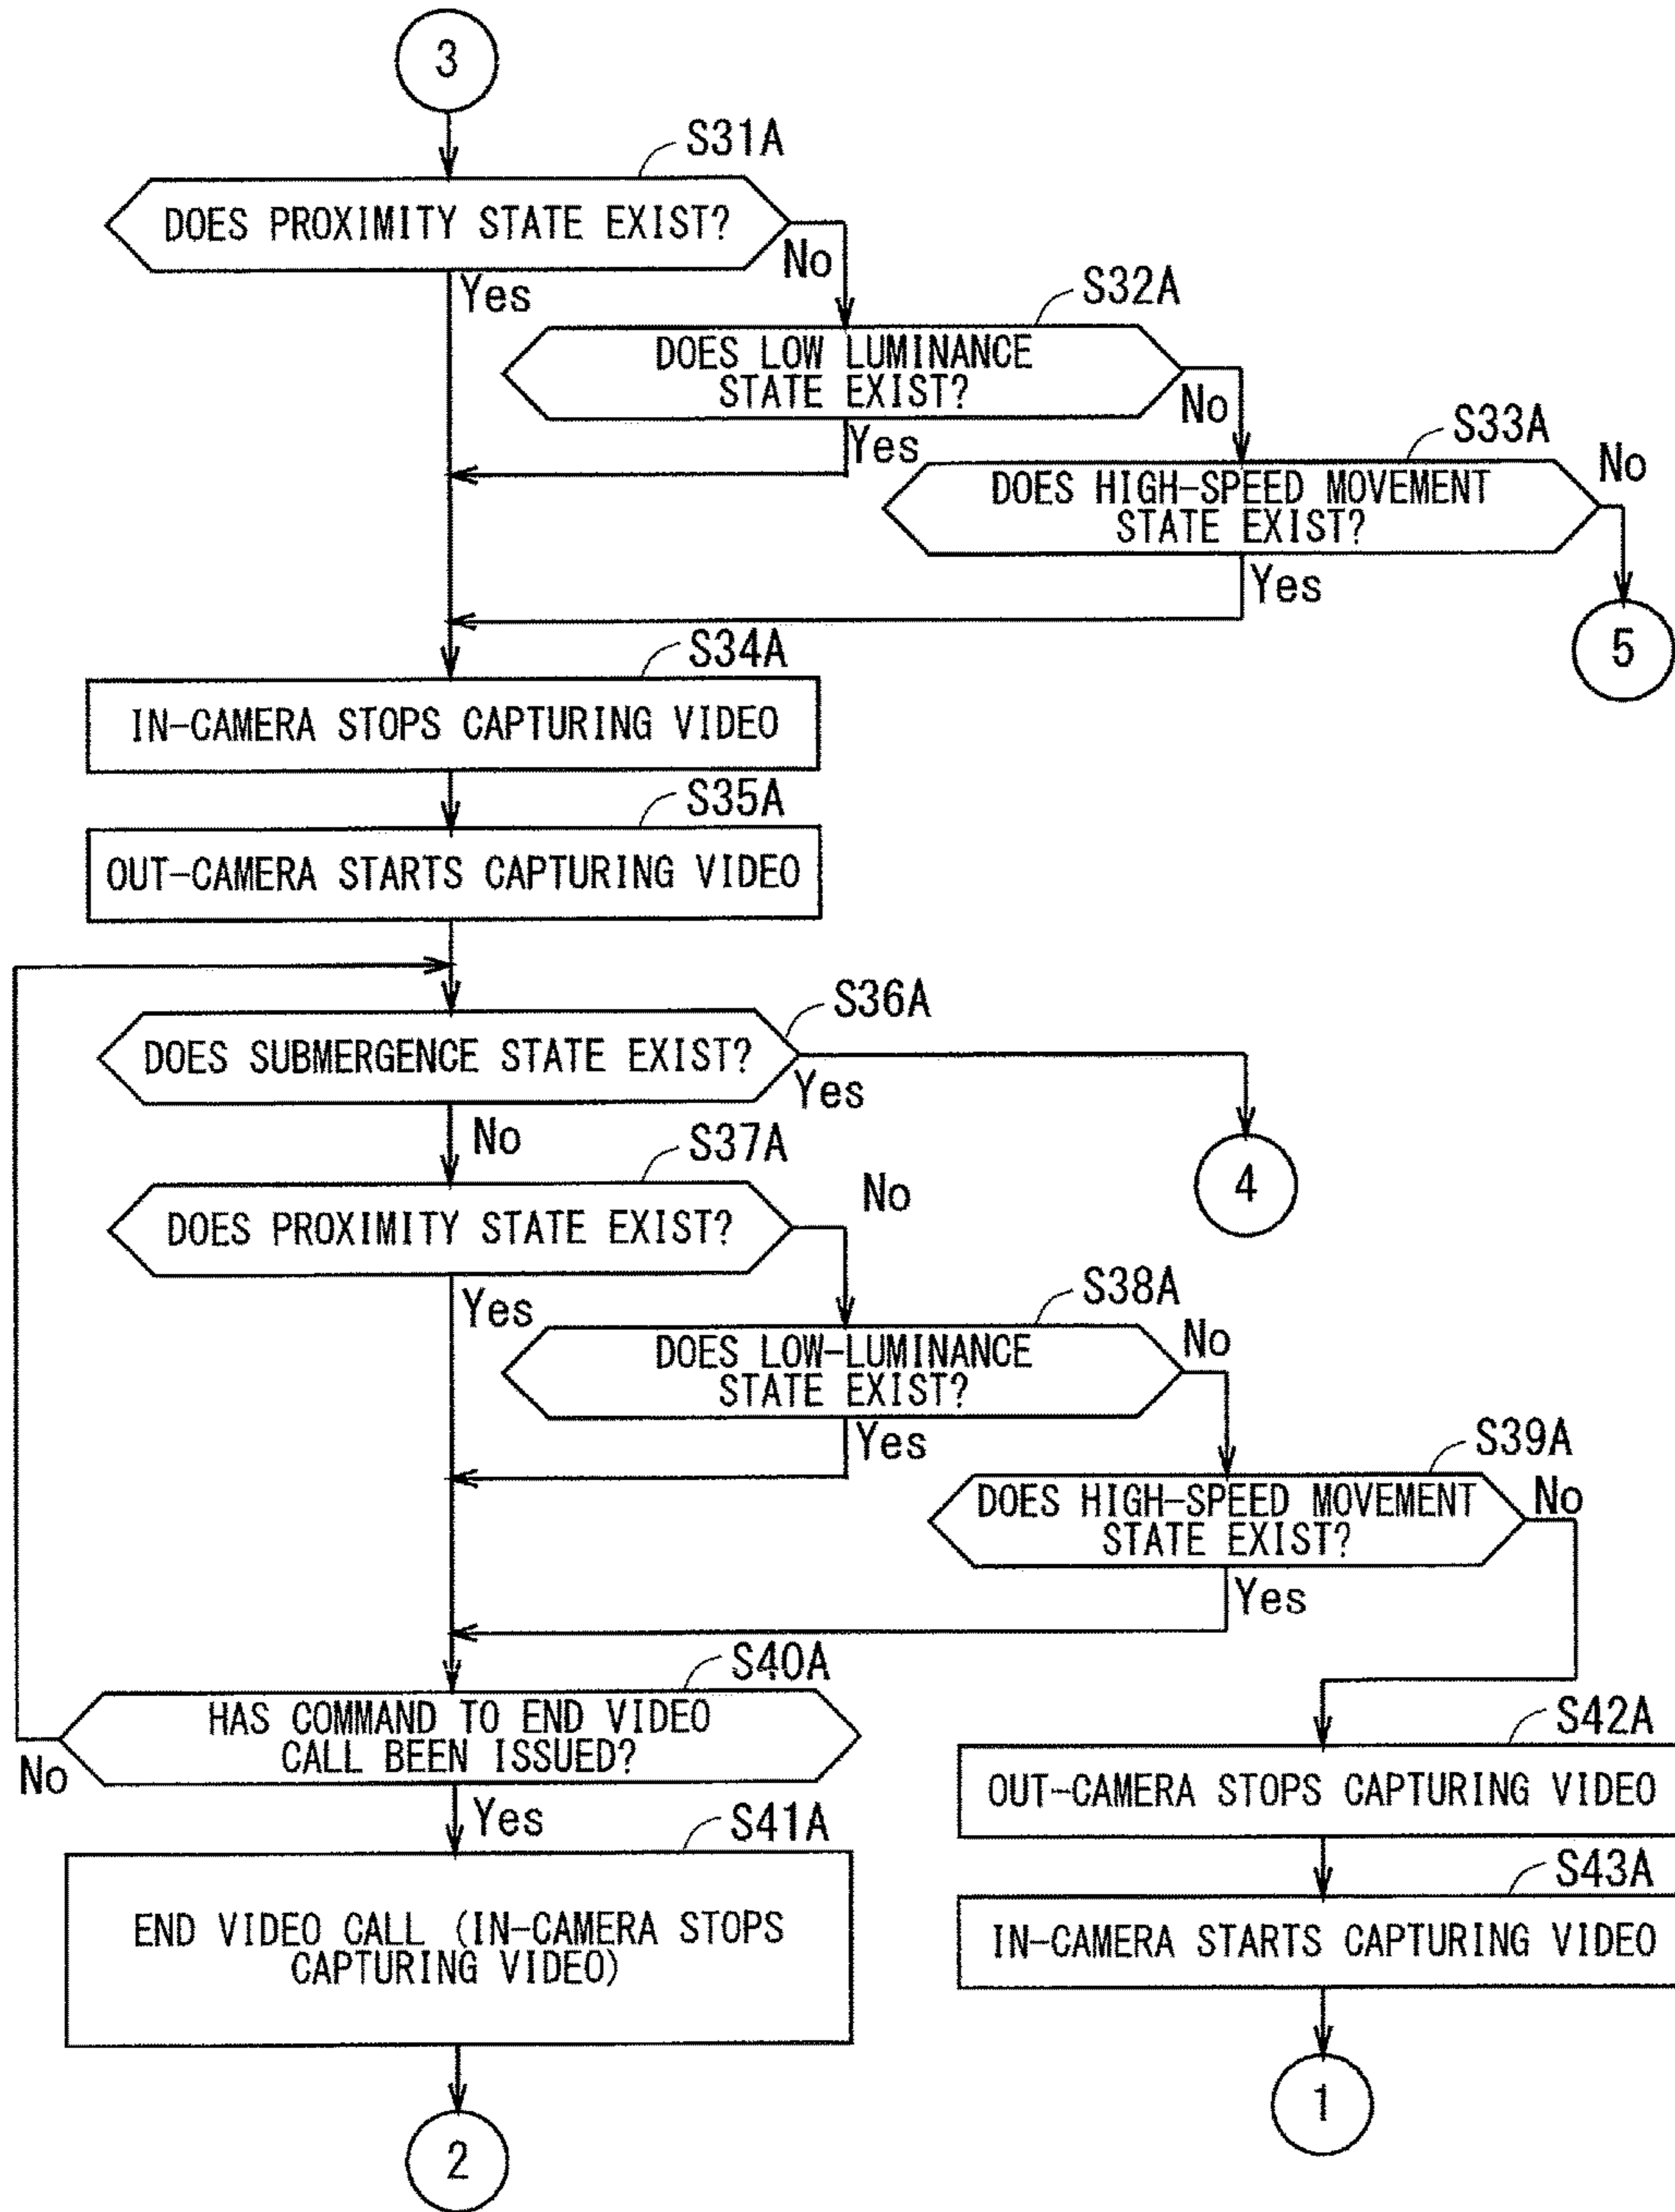 3
S31A
DOES PROXIMITY STATE EXIST?
No
Yes
S32A
DOES LOW LUMINANCE
STATE EXIST?
No
Yes
S33A
DOES HIGH-SPEED MOVEMENT
STATE EXIST?
No
Yes
5
S34A
IN-CAMERA STOPS CAPTURING VIDEO
S35A
OUT-CAMERA STARTS CAPTURING VIDEO
S36A
DOES SUBMERGENCE STATE EXIST?
Yes
No
4
S37A
DOES PROXIMITY STATE EXIST?
No
Yes
S38A
DOES LOW-LUMINANCE
STATE EXIST?
No
Yes
S39A
DOES HIGH-SPEED MOVEMENT
STATE EXIST?
No
Yes
S40A
HAS COMMAND TO END VIDEO
CALL BEEN ISSUED?
No
Yes
S41A
END VIDEO CALL (IN-CAMERA STOPS
CAPTURING VIDEO)
2
S42A
OUT-CAMERA STOPS CAPTURING VIDEO
S43A
IN-CAMERA STARTS CAPTURING VIDEO
1